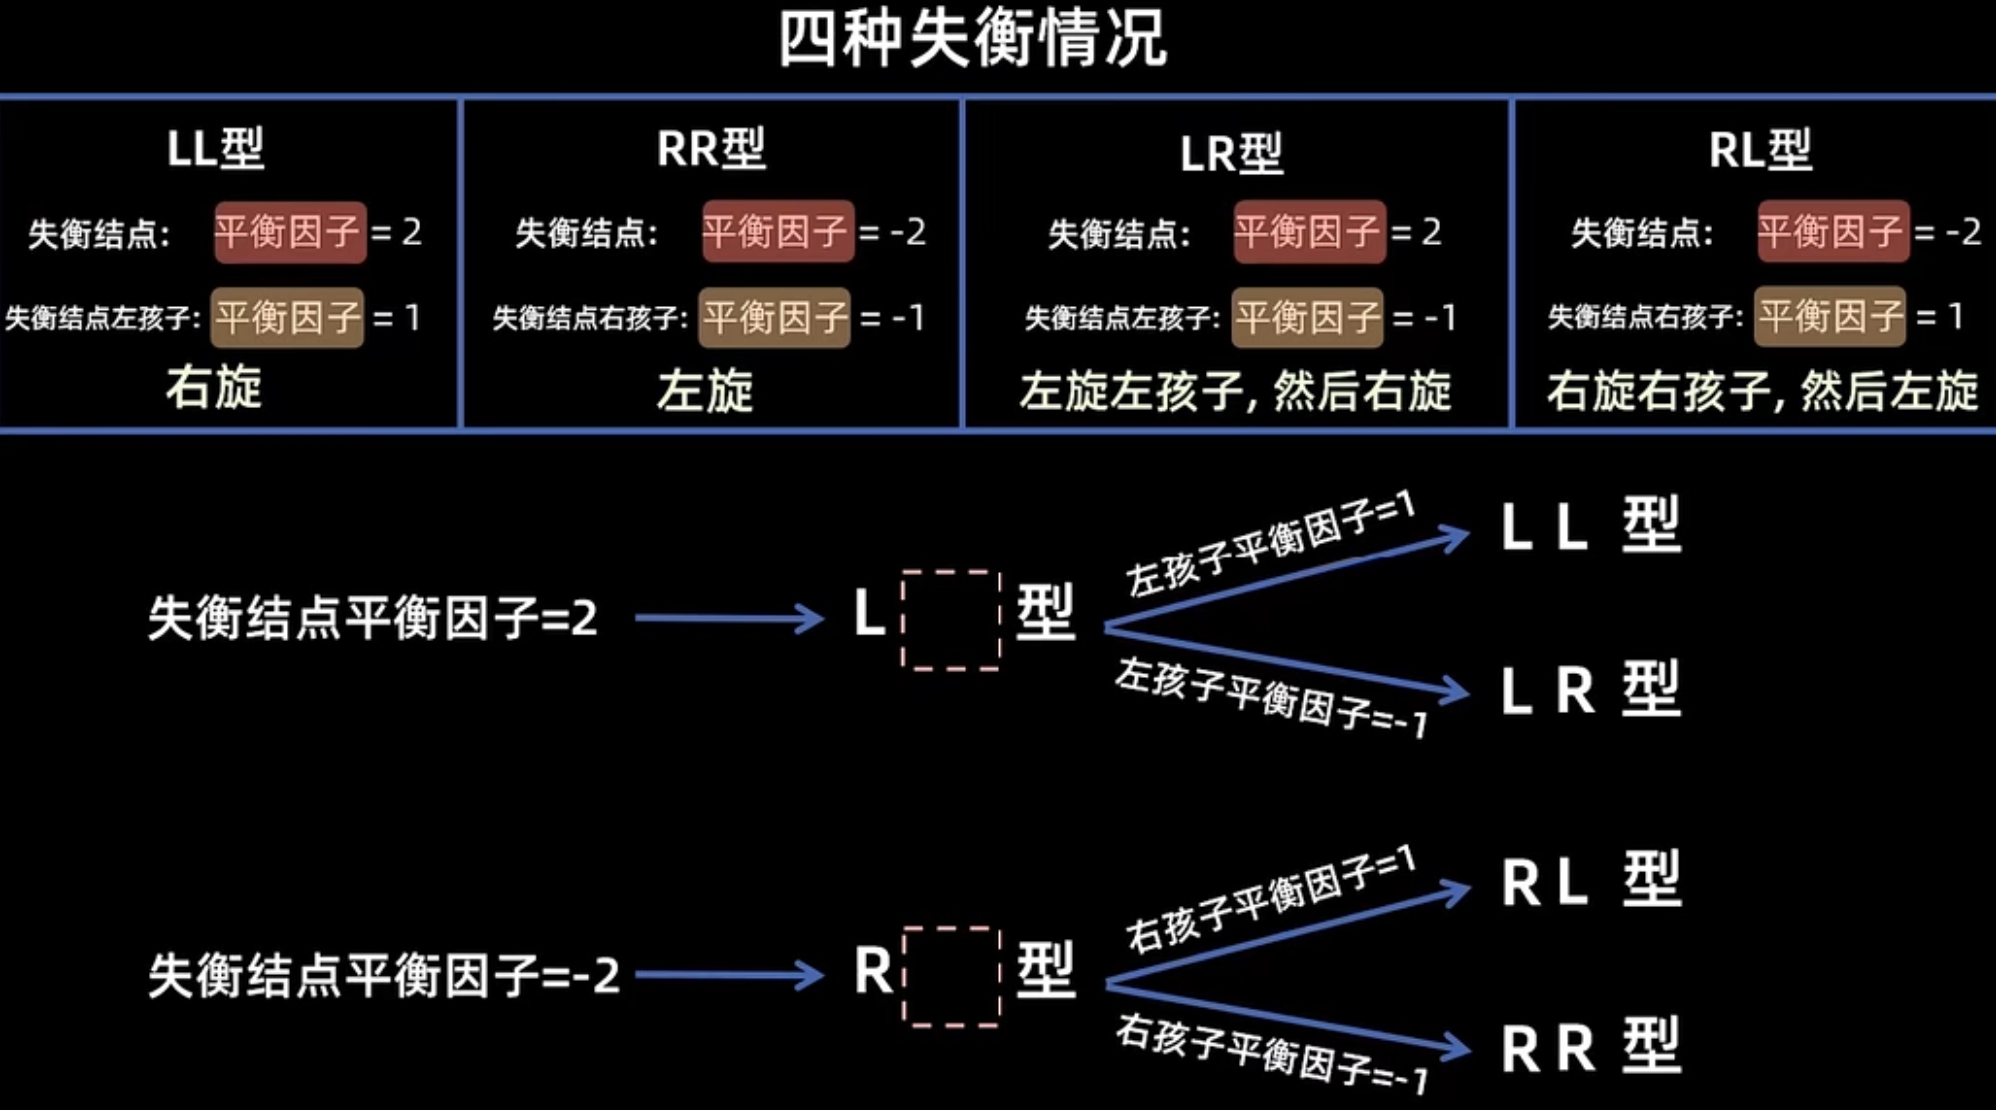 四种失衡情况
LL型
失衡结点: 平衡因子 = 2
失衡结点左孩子: 平衡因子 = 1
右旋
RR型
失衡结点: 平衡因子 = -2
失衡结点右孩子: 平衡因子 = -1
左旋
LR型
失衡结点: 平衡因子 = 2
失衡结点左孩子: 平衡因子 = -1
左旋左孩子, 然后右旋
RL型
失衡结点: 平衡因子 = -2
失衡结点右孩子: 平衡因子 = 1
右旋右孩子, 然后左旋
失衡结点平衡因子=2
L 型
左孩子平衡因子=1
L L 型
左孩子平衡因子=-1
L R 型
失衡结点平衡因子=-2
R 型
右孩子平衡因子=1
R L 型
右孩子平衡因子=-1
R R 型